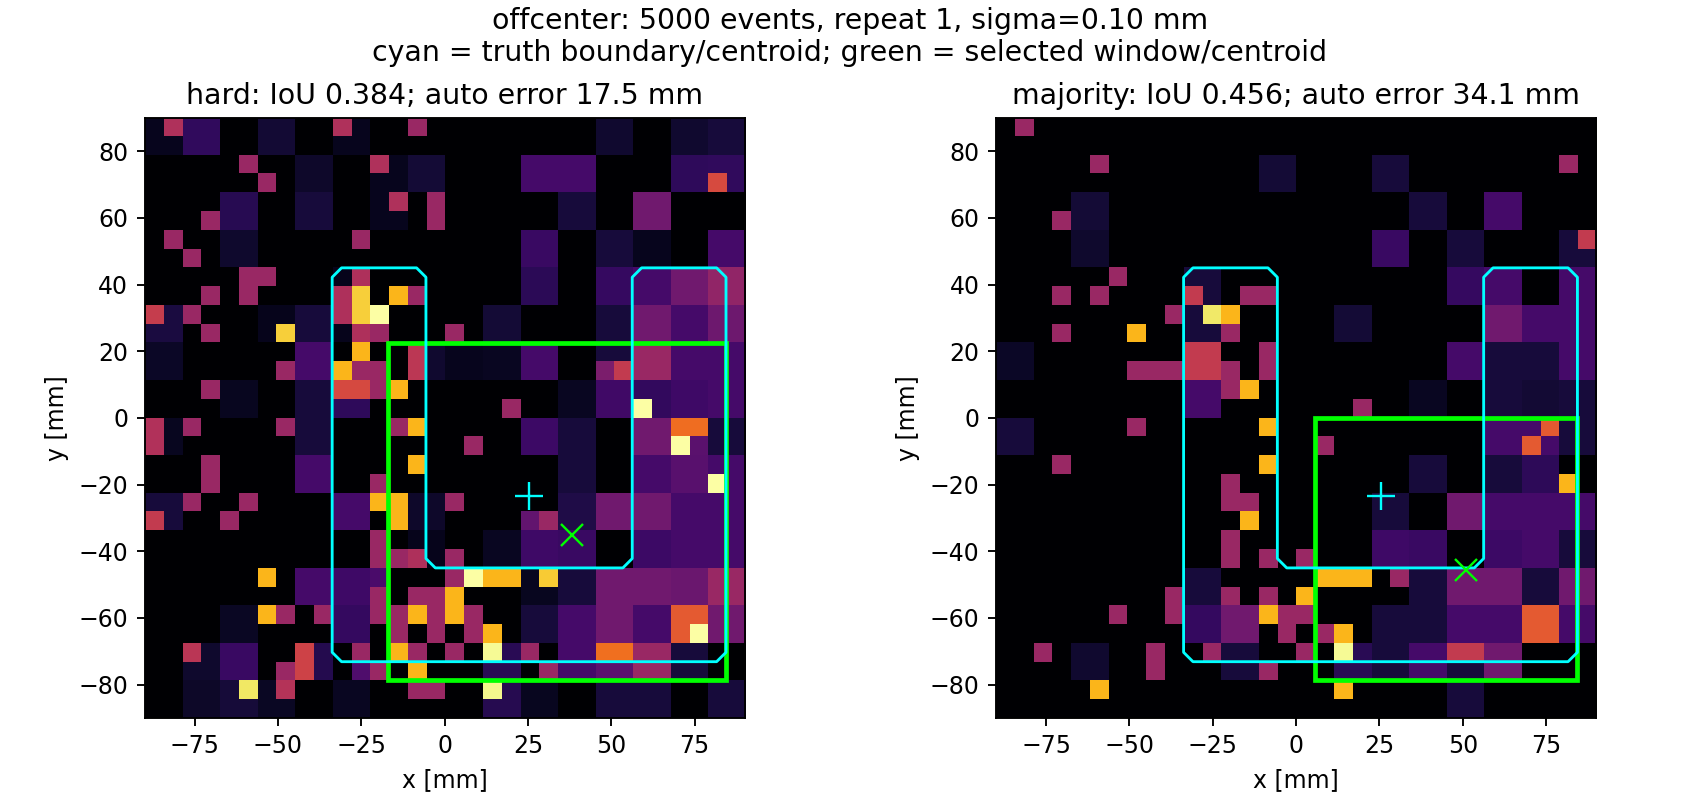 offcenter: 5000 events, repeat 1, sigma=0.10 mm
cyan = truth boundary/centroid; green = selected window/centroid
hard: IoU 0.384; auto error 17.5 mm
80
60
40
20
0
−20
−40
−60
−80
y [mm]
−75 −50 −25 0 25 50 75
x [mm]
majority: IoU 0.456; auto error 34.1 mm
80
60
40
20
0
−20
−40
−60
−80
y [mm]
−75 −50 −25 0 25 50 75
x [mm]